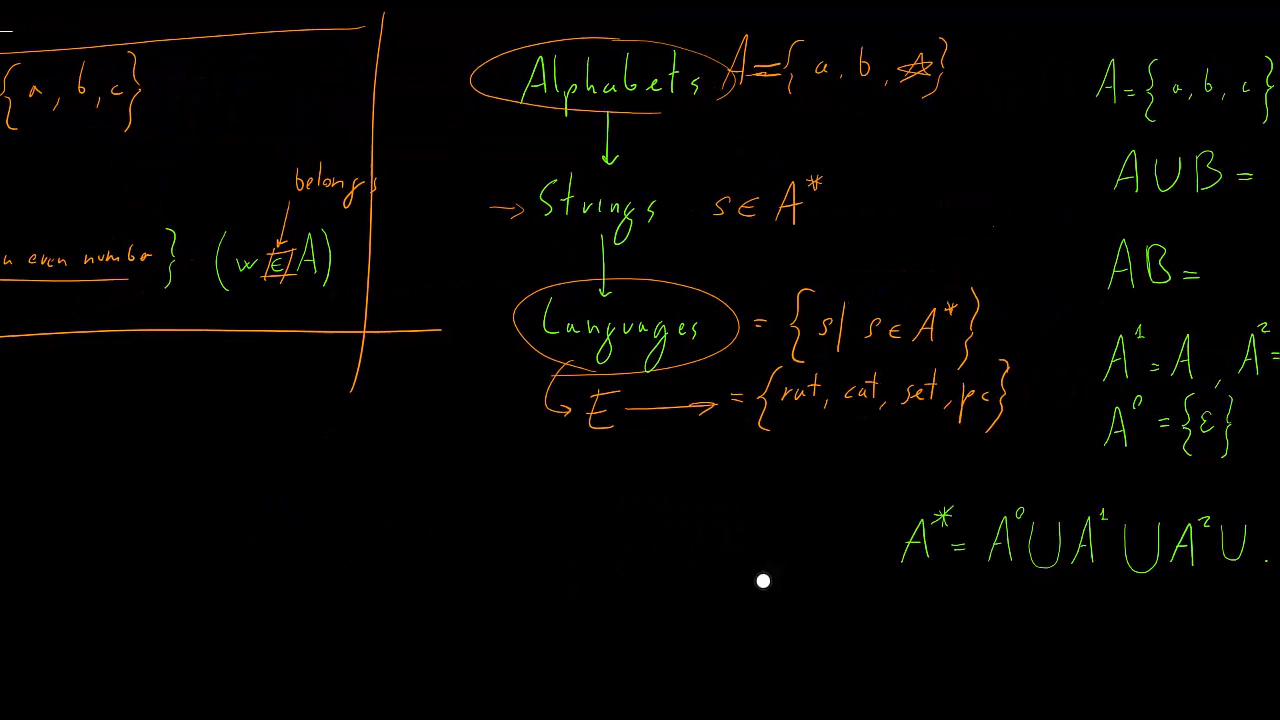 {a, b, c}
belongs
n even number} (w ∈ A)
Alphabets A = {a, b, ☆}
↓
→ Strings s ∈ A*
↓
Languages = {s | s ∈ A*}
↳ E → = {rat, cat, set, pc}
A = {a, b, c}
A ∪ B =
AB =
A¹ = A, A² =
A⁰ = {ε}
A* = A⁰ ∪ A¹ ∪ A² ∪ .